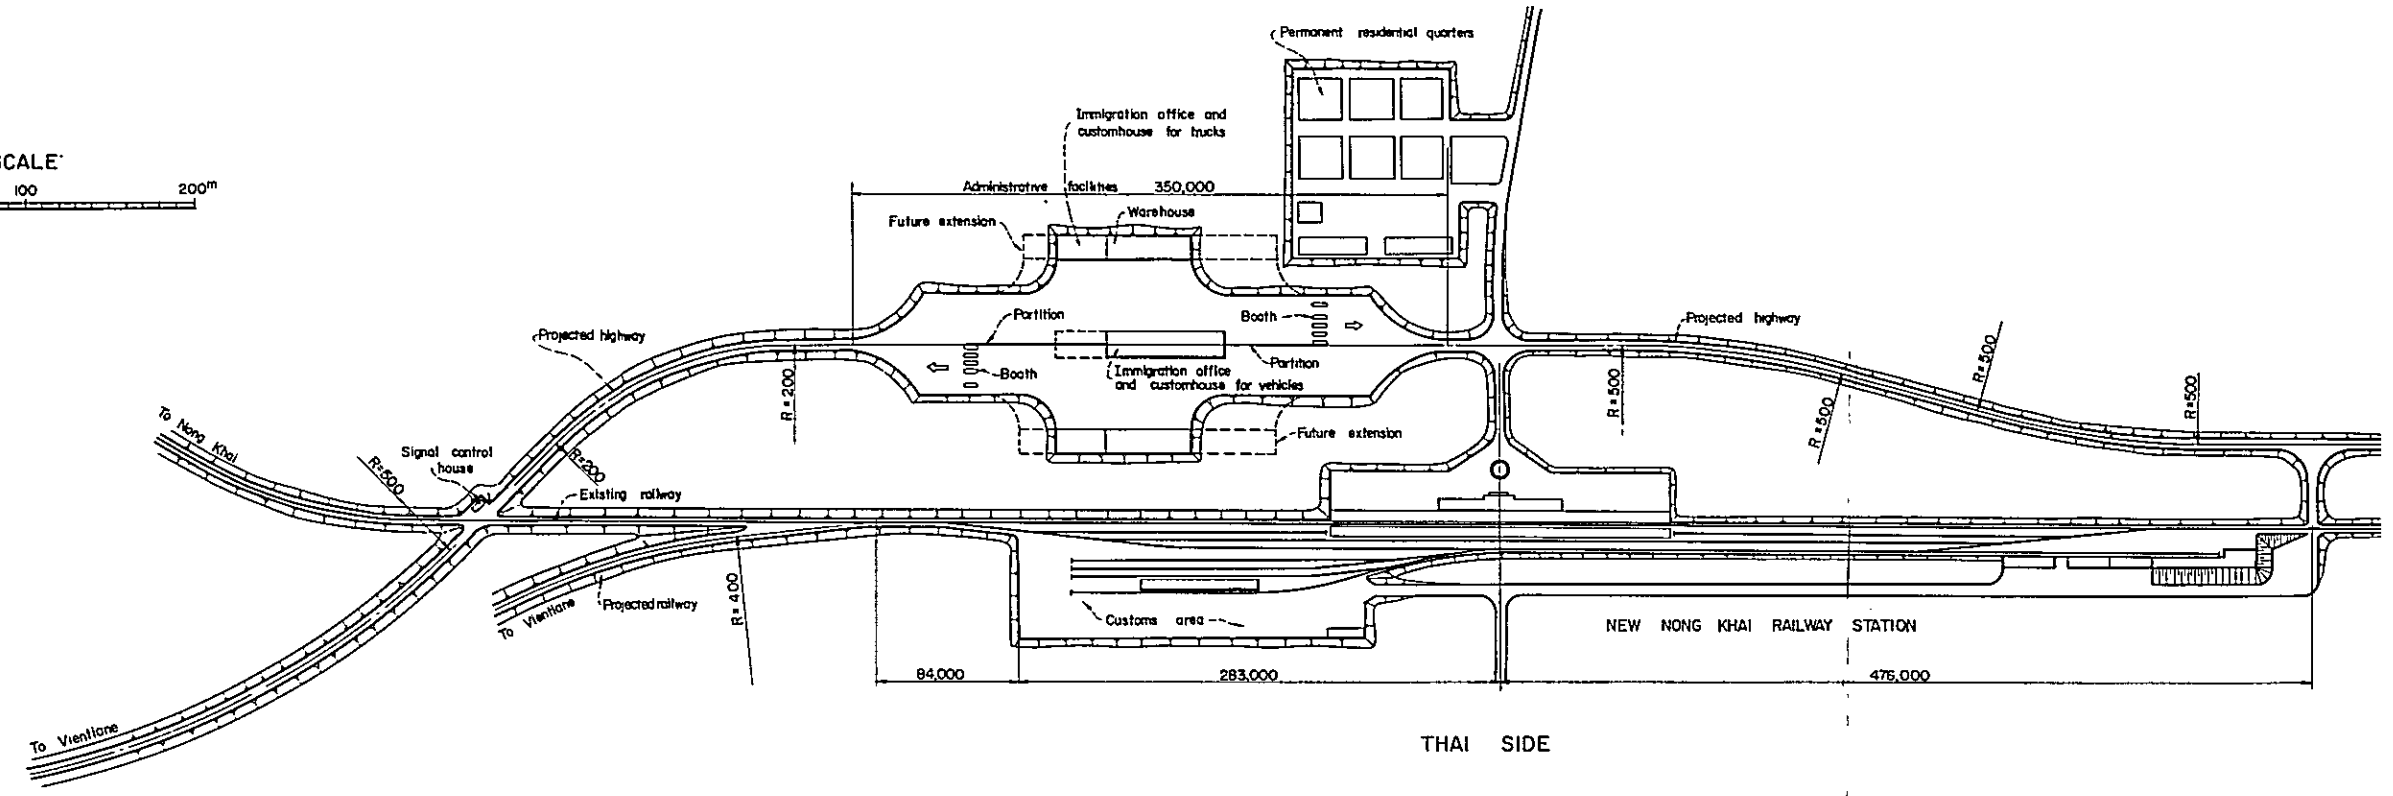 Permanent residential quarters
Immigration office and
customhouse for trucks
SCALE
100 200m
Administrative facilities 350,000
Future extension
Warehouse
Projected highway
Partition
Booth
Projected highway
Booth
Immigration office
and customhouse for vehicles
Partition
R=200
R=500
R=500
R=500
R=500
To Nong Khai
Signal control
house
R=500
R=200
Future extension
Existing railway
To Vientiane
Projected railway
R=400
Customs area
NEW NONG KHAI RAILWAY STATION
84,000 283,000 476,000
To Vientiane
THAI SIDE